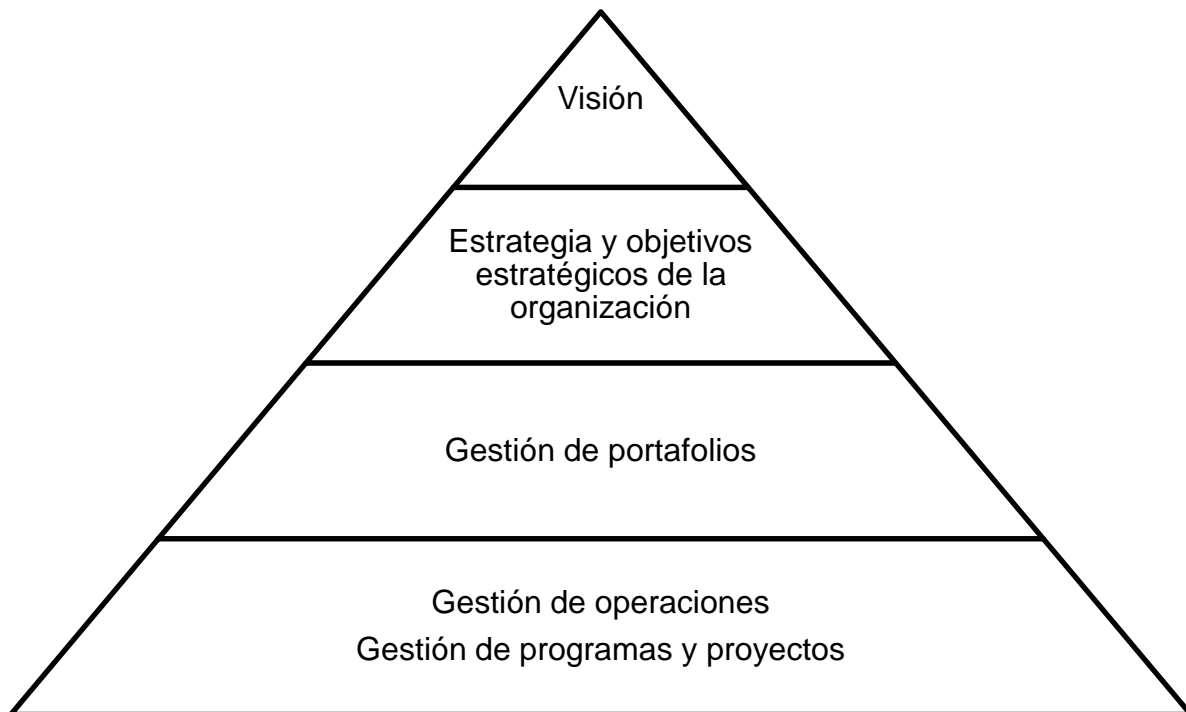 Visión
Estrategia y objetivos
estratégicos de la
organización
Gestión de portafolios
Gestión de operaciones
Gestión de programas y proyectos